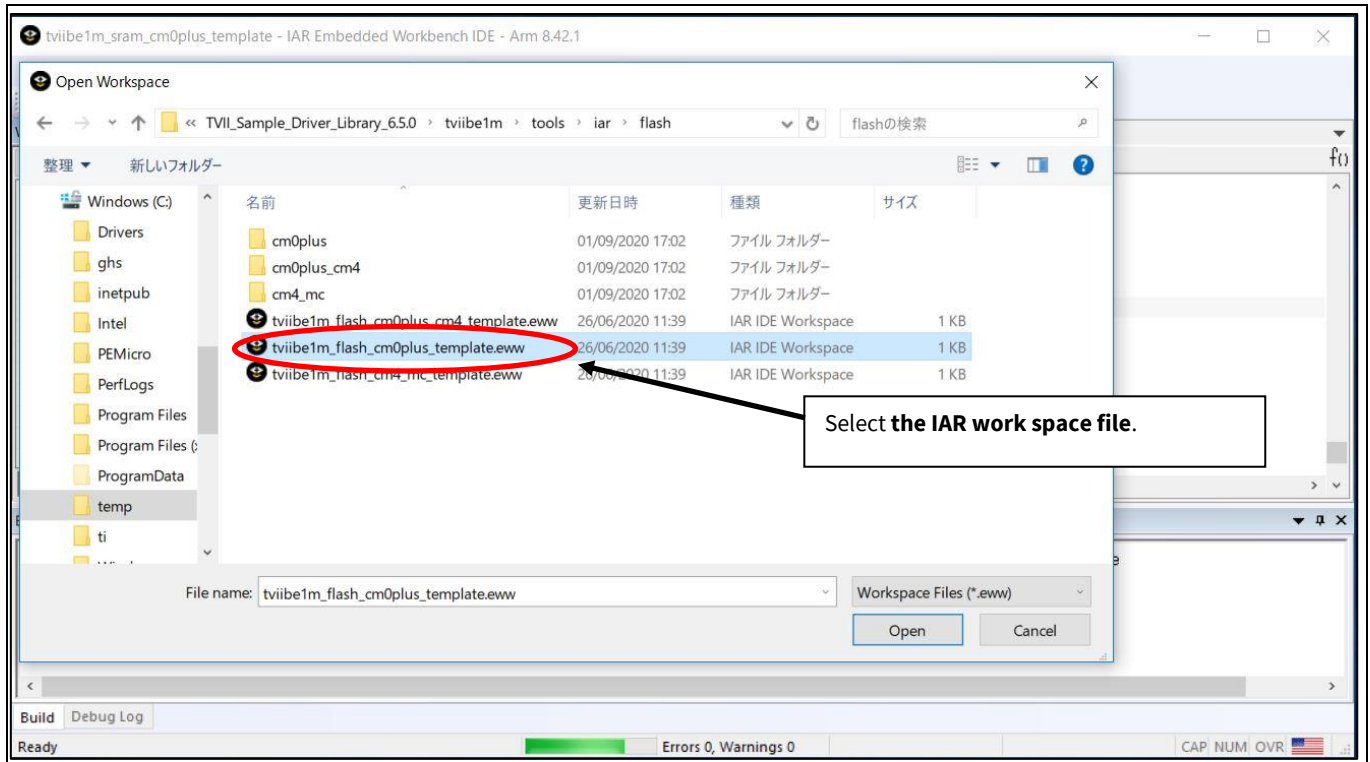 tviibe1m_sram_cm0plus_template - IAR Embedded Workbench IDE - Arm 8.42.1
Open Workspace
« TVII_Sample_Driver_Library_6.5.0 › tviibe1m › tools › iar › flash
flashの検索
整理 新しいフォルダー
f()
Windows (C:)
Drivers
ghs
inetpub
Intel
PEMicro
PerfLogs
Program Files
Program Files (x
ProgramData
temp
ti
名前 更新日時 種類 サイズ
cm0plus 01/09/2020 17:02 ファイル フォルダー
cm0plus_cm4 01/09/2020 17:02 ファイル フォルダー
cm4_mc 01/09/2020 17:02 ファイル フォルダー
tviibe1m_flash_cm0plus_cm4_template.eww 26/06/2020 11:39 IAR IDE Workspace 1 KB
tviibe1m_flash_cm0plus_template.eww 26/06/2020 11:39 IAR IDE Workspace 1 KB
tviibe1m_flash_cm4_mc_template.eww 26/06/2020 11:39 IAR IDE Workspace 1 KB
Select the IAR work space file.
File name: tviibe1m_flash_cm0plus_template.eww
Workspace Files (*.eww)
Open Cancel
Build Debug Log
Ready Errors 0, Warnings 0 CAP NUM OVR